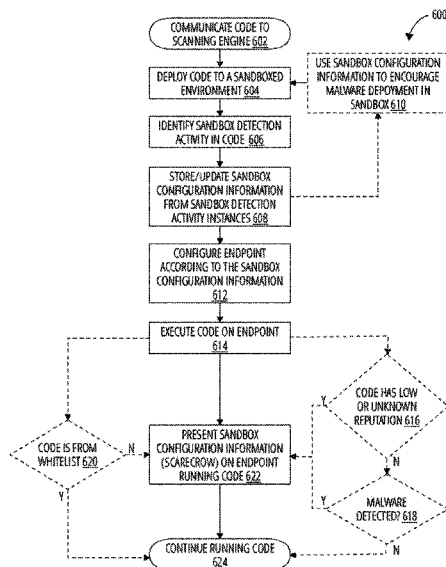 600
COMMUNICATE CODE TO
SCANNING ENGINE 602
DEPLOY CODE TO A SANDBOXED
ENVIRONMENT 604
USE SANDBOX CONFIGURATION
INFORMATION TO ENCOURAGE
MALWARE DEPOYMENT IN
SANDBOX 610
IDENTIFY SANDBOX DETECTION
ACTIVITY IN CODE 606
STORE/UPDATE SANDBOX
CONFIGURATION INFORMATION
FROM SANDBOX DETECTION
ACTIVITY INSTANCES 608
CONFIGURE ENDPOINT
ACCORDING TO THE SANDBOX
CONFIGURATION INFORMATION
612
EXECUTE CODE ON ENDPOINT
614
Y
CODE HAS LOW
OR UNKNOWN
REPUTATION 616
N
CODE IS FROM
WHITELIST 620
N
Y
PRESENT SANDBOX
CONFIGURATION INFORMATION
(SCARECROW) ON ENDPOINT
RUNNING CODE 622
Y
MALWARE
DETECTED? 618
N
CONTINUE RUNNING CODE
624